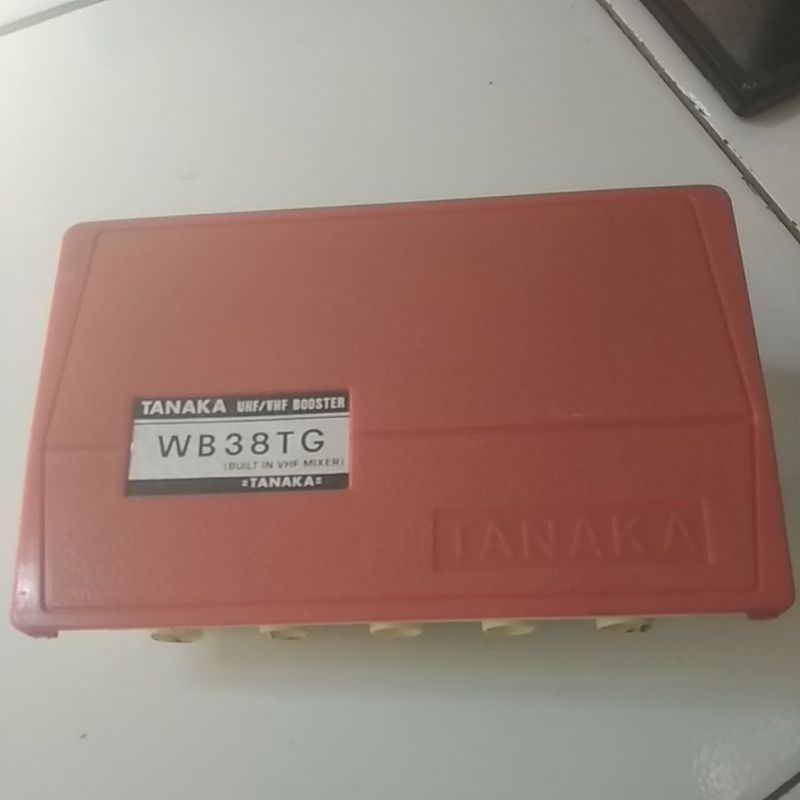 TANAKA UHF/VHF BOOSTER
WB38TG
(BUILT IN VHF MIXER)
=TANAKA=
TANAKA